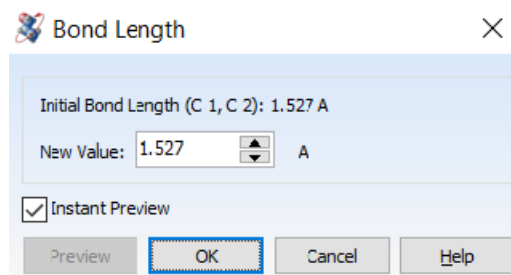 Bond Length
Initial Bond Length (C 1, C 2): 1.527 A
New Value: 1.527 A
Instant Preview
Preview OK Cancel Help